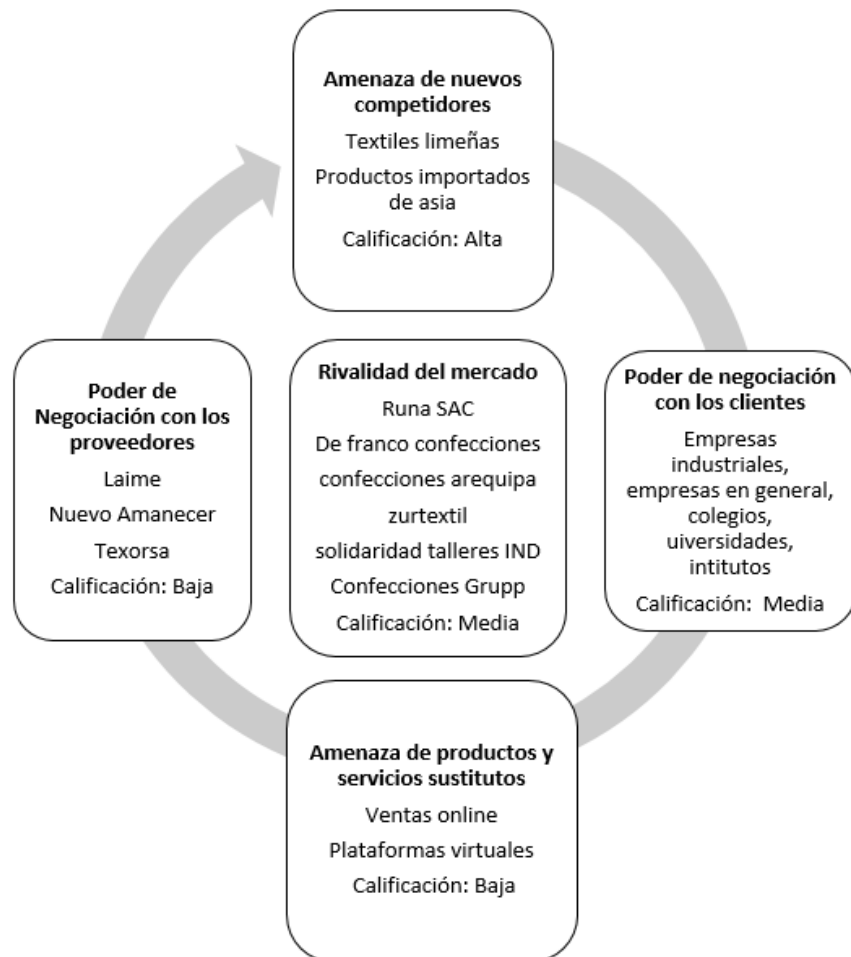 Amenaza de nuevos
competidores
Textiles limeñas
Productos importados
de asia
Calificación: Alta
Poder de
Negociación con los
proveedores
Laime
Nuevo Amanecer
Texorsa
Calificación: Baja
Rivalidad del mercado
Runa SAC
De franco confecciones
confecciones arequipa
zurtextil
solidaridad talleres IND
Confecciones Grupp
Calificación: Media
Poder de negociación
con los clientes
Empresas
industriales,
empresas en general,
colegios,
uiversidades,
intitutos
Calificación: Media
Amenaza de productos y
servicios sustitutos
Ventas online
Plataformas virtuales
Calificación: Baja